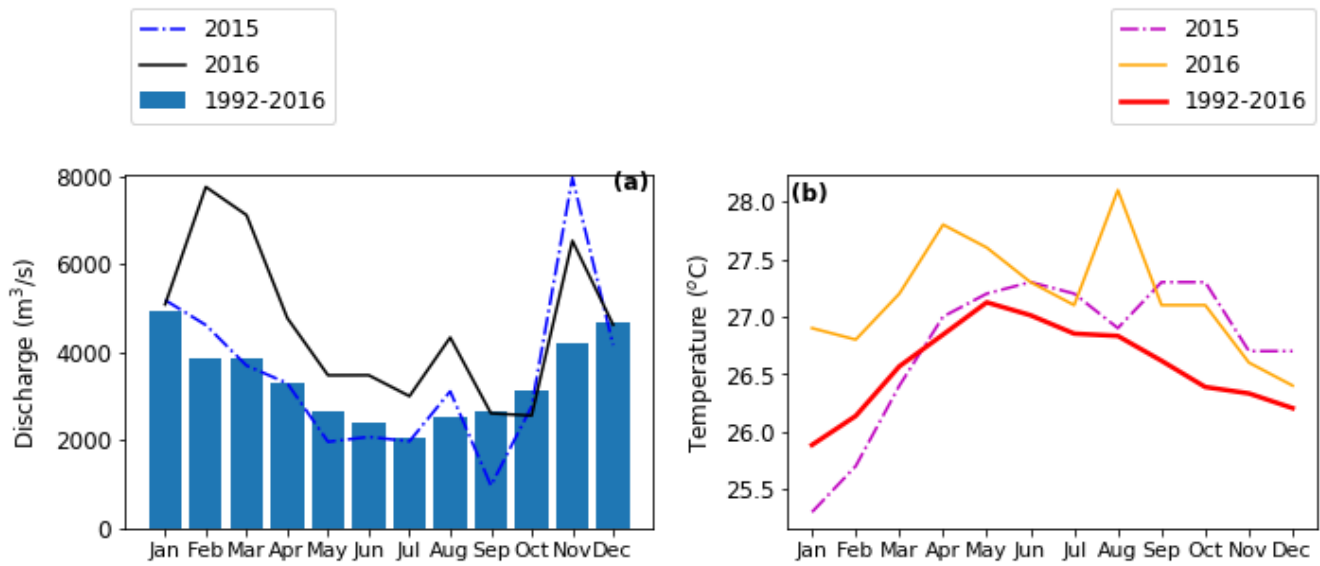 2015
2016
1992-2016
(a)
8000
6000
4000
2000
0
Discharge (m³/s)
Jan Feb Mar Apr May Jun Jul Aug Sep Oct Nov Dec
2015
2016
1992-2016
(b)
28.0
27.5
27.0
26.5
26.0
25.5
Temperature (°C)
Jan Feb Mar Apr May Jun Jul Aug Sep Oct Nov Dec